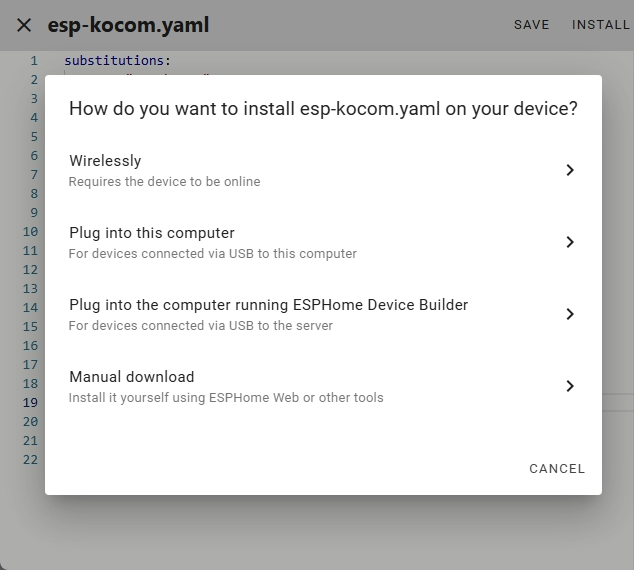 esp-kocom.yaml
SAVE
INSTALL
1 substitutions:
2
3
4
5
6
7
8
9
10
11
12
13
14
15
16
17
18
19
20
21
22
How do you want to install esp-kocom.yaml on your device?
Wirelessly
Requires the device to be online
Plug into this computer
For devices connected via USB to this computer
Plug into the computer running ESPHome Device Builder
For devices connected via USB to the server
Manual download
Install it yourself using ESPHome Web or other tools
CANCEL